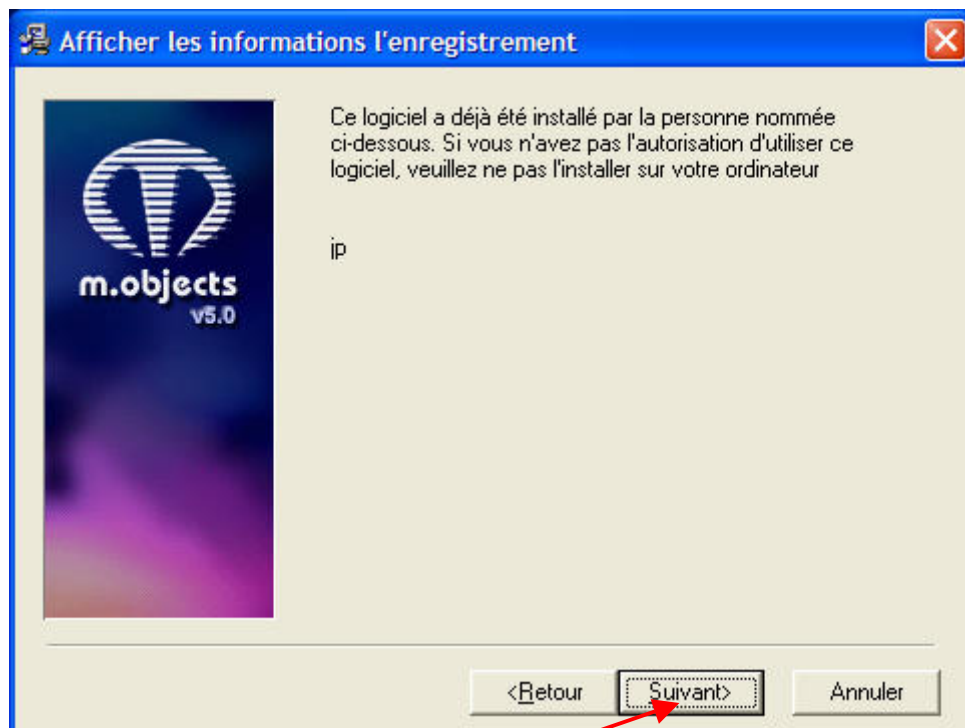 Afficher les informations l'enregistrement
Ce logiciel a déjà été installé par la personne nommée
ci-dessous. Si vous n'avez pas l'autorisation d'utiliser ce
logiciel, veuillez ne pas l'installer sur votre ordinateur
jp
m.objects
v5.0
<Retour
Suivant>
Annuler